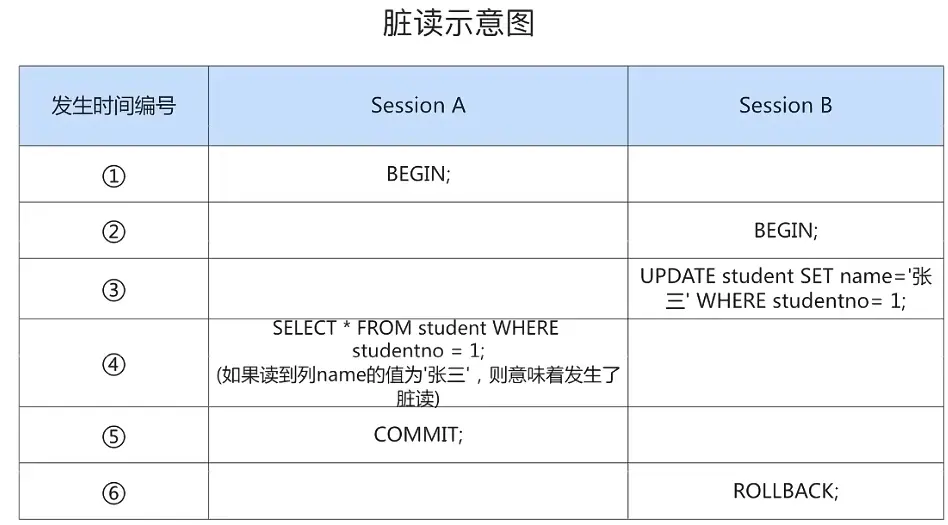 脏读示意图
发生时间编号 Session A Session B
① BEGIN;
② BEGIN;
③ UPDATE student SET name='张
三' WHERE studentno= 1;
④ SELECT * FROM student WHERE
studentno = 1;
(如果读到列name的值为'张三'，则意味着发生了
脏读)
⑤ COMMIT;
⑥ ROLLBACK;